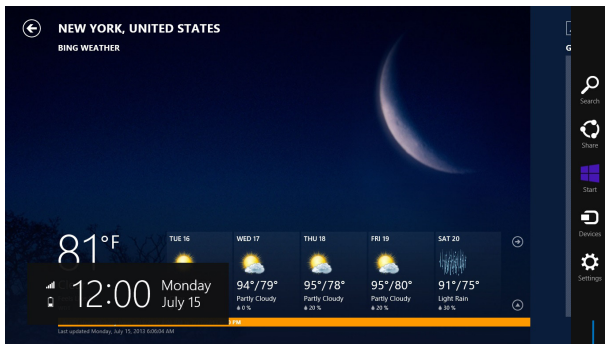 NEW YORK, UNITED STATES
BING WEATHER
Search
Share
Start
Devices
Settings
81°F
TUE 16
WED 17
THU 18
FRI 19
SAT 20
94°/79°
95°/78°
95°/80°
91°/75°
Partly Cloudy
Partly Cloudy
Partly Cloudy
Light Rain
0 %
20 %
20 %
30 %
12:00
Monday
July 15
PM
Last updated Monday, July 15, 2013 6:06:04 AM